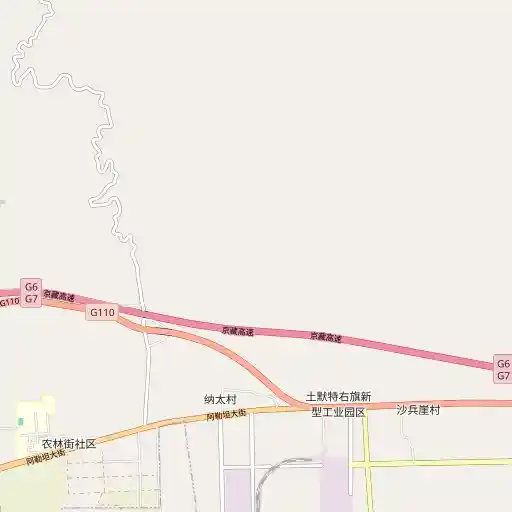 G6
G7
京藏高速
G110
G110
京藏高速
京藏高速
G6
G7
纳太村
土默特右旗新
型工业园区
沙兵崖村
阿勒坦大街
农林街社区
阿勒坦大街